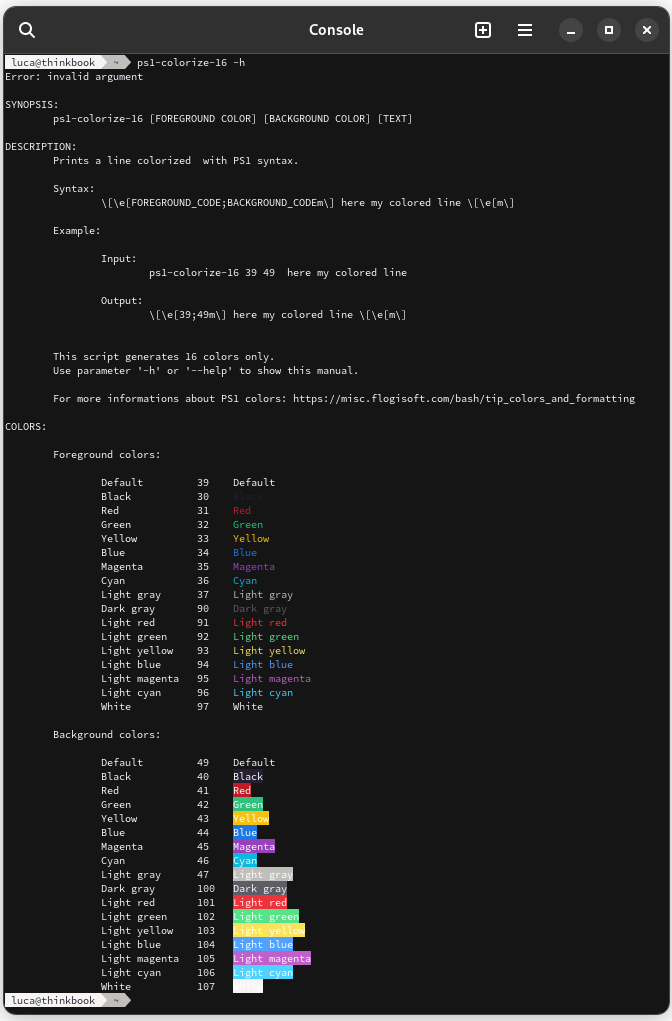 Console
luca@thinkbook ~ ps1-colorize-16 -h
Error: invalid argument
SYNOPSIS:
ps1-colorize-16 [FOREGROUND COLOR] [BACKGROUND COLOR] [TEXT]
DESCRIPTION:
Prints a line colorized  with PS1 syntax.
Syntax:
\[\e[FOREGROUND_CODE;BACKGROUND_CODEm\] here my colored line \[\e[m\]
Example:
Input:
ps1-colorize-16 39 49  here my colored line
Output:
\[\e[39;49m\] here my colored line \[\e[m\]
This script generates 16 colors only.
Use parameter '-h' or '--help' to show this manual.
For more informations about PS1 colors: https://misc.flogisoft.com/bash/tip_colors_and_formatting
COLORS:
Foreground colors:
Default 39 Default
Black 30 Black
Red 31 Red
Green 32 Green
Yellow 33 Yellow
Blue 34 Blue
Magenta 35 Magenta
Cyan 36 Cyan
Light gray 37 Light gray
Dark gray 90 Dark gray
Light red 91 Light red
Light green 92 Light green
Light yellow 93 Light yellow
Light blue 94 Light blue
Light magenta 95 Light magenta
Light cyan 96 Light cyan
White 97 White
Background colors:
Default 49 Default
Black 40 Black
Red 41 Red
Green 42 Green
Yellow 43 Yellow
Blue 44 Blue
Magenta 45 Magenta
Cyan 46 Cyan
Light gray 47 Light gray
Dark gray 100 Dark gray
Light red 101 Light red
Light green 102 Light green
Light yellow 103 Light yellow
Light blue 104 Light blue
Light magenta 105 Light magenta
Light cyan 106 Light cyan
White 107
luca@thinkbook ~